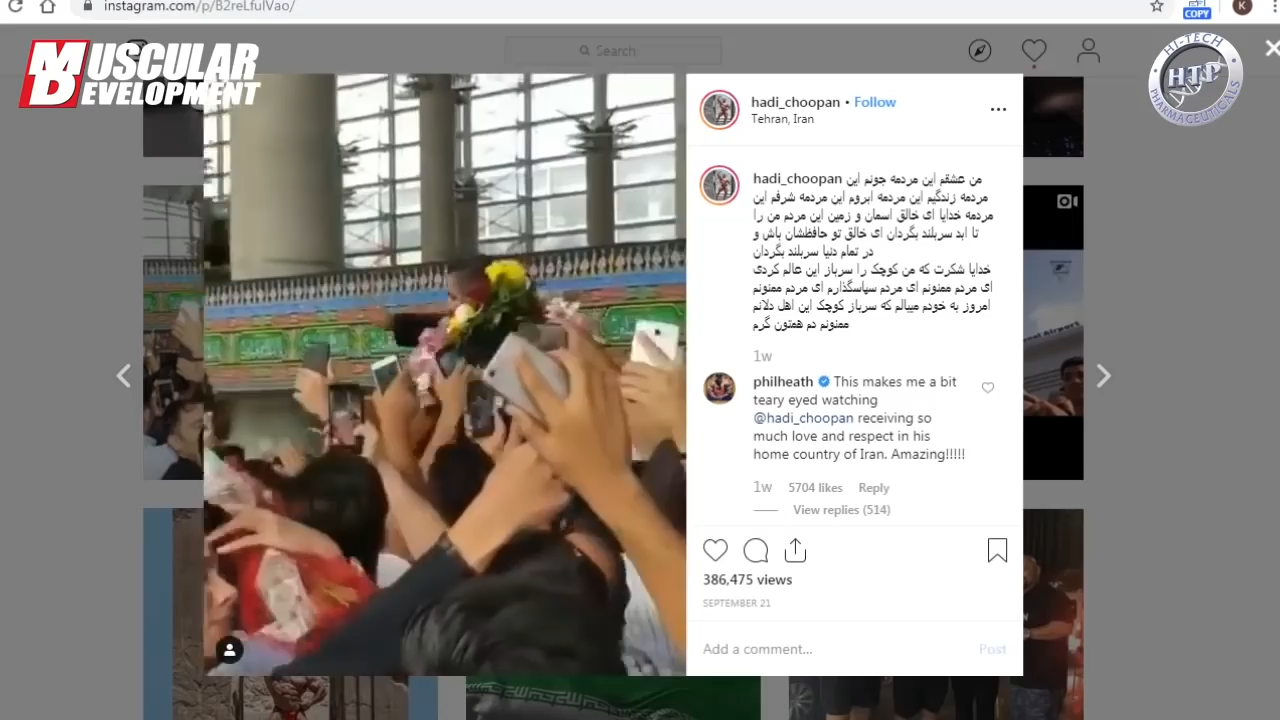 instagram.com/p/B2reLfulVao/
COPY
K
MUSCULAR
DEVELOPMENT
Search
HI-TECH
HTP
PHARMACEUTICALS
hadi_choopan • Follow
Tehran, Iran
hadi_choopan من عشقم این مردمه جونم این
مردمه زندگیم این مردمه ابروم این مردمه شرفم این
مردمه خدایا ای خالق اسمان و زمین این مردم من را
تا ابد سربلند بگردان ای خالق تو حافظشان باش و
در تمام دنیا سربلند بگردان
خدایا شکرت که من کوچک را سرباز این عالم کردی
ای مردم ممنونم ای مردم سپاسگذارم ای مردم ممنونم
امروز به خودم میبالم که سرباز کوچک این اهل دلانم
ممنونم دم همتون گرم
1w
philheath This makes me a bit
teary eyed watching
@hadi_choopan receiving so
much love and respect in his
home country of Iran. Amazing!!!!!
1w 5704 likes Reply
View replies (514)
386,475 views
SEPTEMBER 21
Add a comment... Post